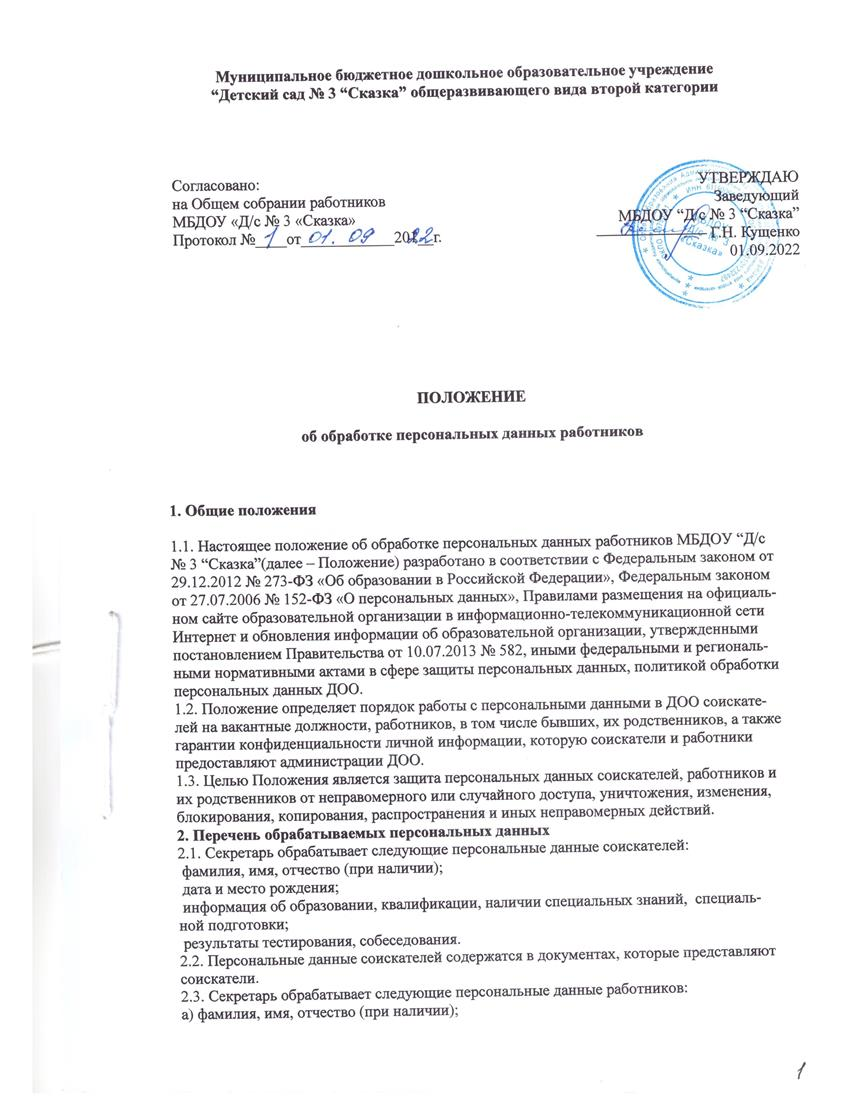 Муниципальное бюджетное дошкольное образовательное учреждение
“Детский сад № 3 “Сказка” общеразвивающего вида второй категории
Согласовано:
на Общем собрании работников
МБДОУ «Д/с № 3 «Сказка»
Протокол № 1 от 01. 09 2022г.
УТВЕРЖДАЮ
Заведующий
МБДОУ “Д/с № 3 “Сказка”
Г.Н. Кущенко
01.09.2022
ПОЛОЖЕНИЕ
об обработке персональных данных работников
1. Общие положения
1.1. Настоящее положение об обработке персональных данных работников МБДОУ “Д/с
№ 3 “Сказка”(далее – Положение) разработано в соответствии с Федеральным законом от
29.12.2012 № 273-ФЗ «Об образовании в Российской Федерации», Федеральным законом
от 27.07.2006 № 152-ФЗ «О персональных данных», Правилами размещения на официаль-
ном сайте образовательной организации в информационно-телекоммуникационной сети
Интернет и обновления информации об образовательной организации, утвержденными
постановлением Правительства от 10.07.2013 № 582, иными федеральными и региональ-
ными нормативными актами в сфере защиты персональных данных, политикой обработки
персональных данных ДОО.
1.2. Положение определяет порядок работы с персональными данными в ДОО соискате-
лей на вакантные должности, работников, в том числе бывших, их родственников, а также
гарантии конфиденциальности личной информации, которую соискатели и работники
предоставляют администрации ДОО.
1.3. Целью Положения является защита персональных данных соискателей, работников и
их родственников от неправомерного или случайного доступа, уничтожения, изменения,
блокирования, копирования, распространения и иных неправомерных действий.
2. Перечень обрабатываемых персональных данных
2.1. Секретарь обрабатывает следующие персональные данные соискателей:
фамилия, имя, отчество (при наличии);
дата и место рождения;
информация об образовании, квалификации, наличии специальных знаний, специаль-
ной подготовки;
результаты тестирования, собеседования.
2.2. Персональные данные соискателей содержатся в документах, которые представляют
соискатели.
2.3. Секретарь обрабатывает следующие персональные данные работников:
а) фамилия, имя, отчество (при наличии);
1